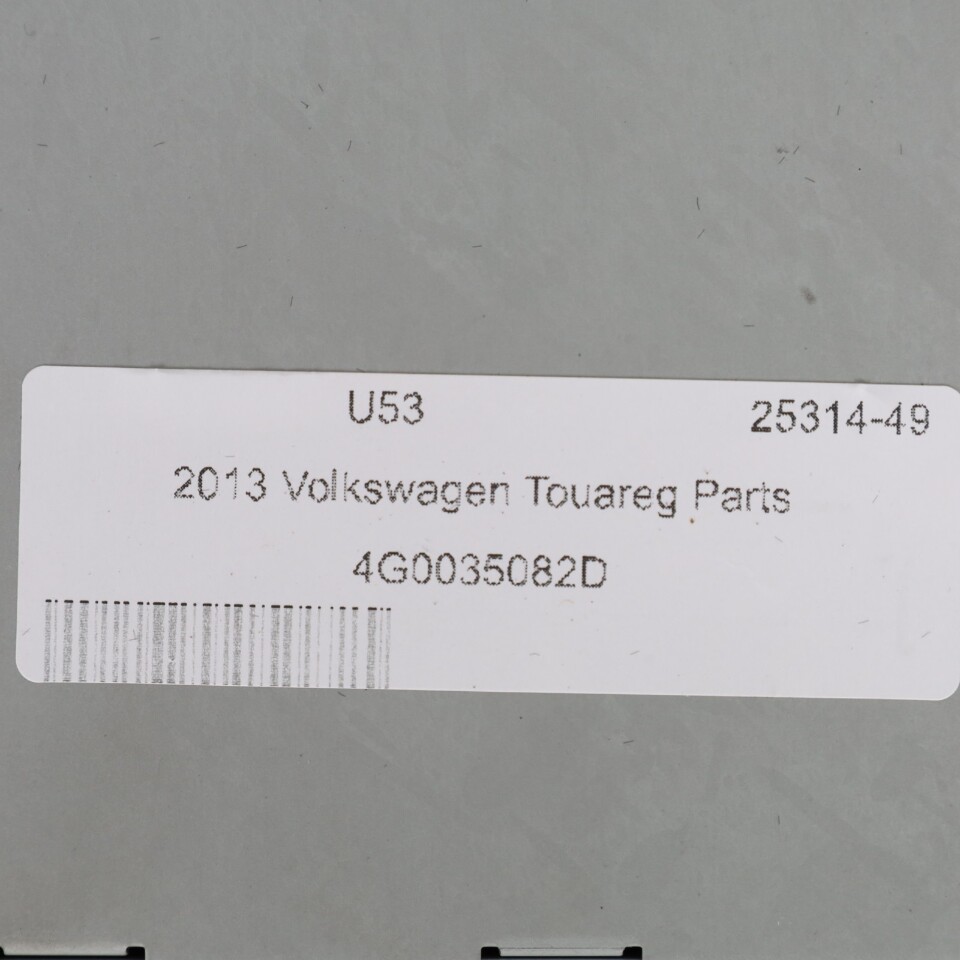 U53 25314-49
2013 Volkswagen Touareg Parts
4G0035082D